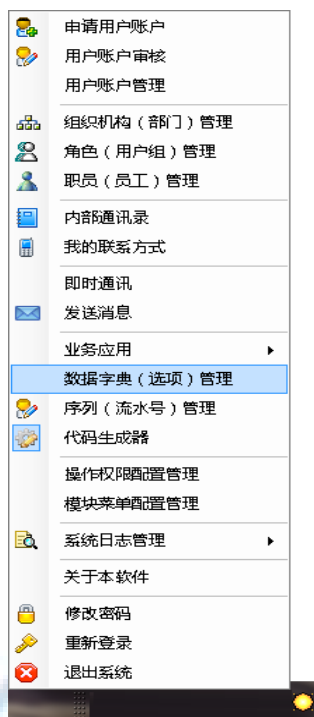 申请用户账户
用户账户审核
用户账户管理
组织机构（部门）管理
角色（用户组）管理
职员（员工）管理
内部通讯录
我的联系方式
即时通讯
发送消息
业务应用
数据字典（选项）管理
序列（流水号）管理
代码生成器
操作权限配置管理
模块菜单配置管理
系统日志管理
关于本软件
修改密码
重新登录
退出系统